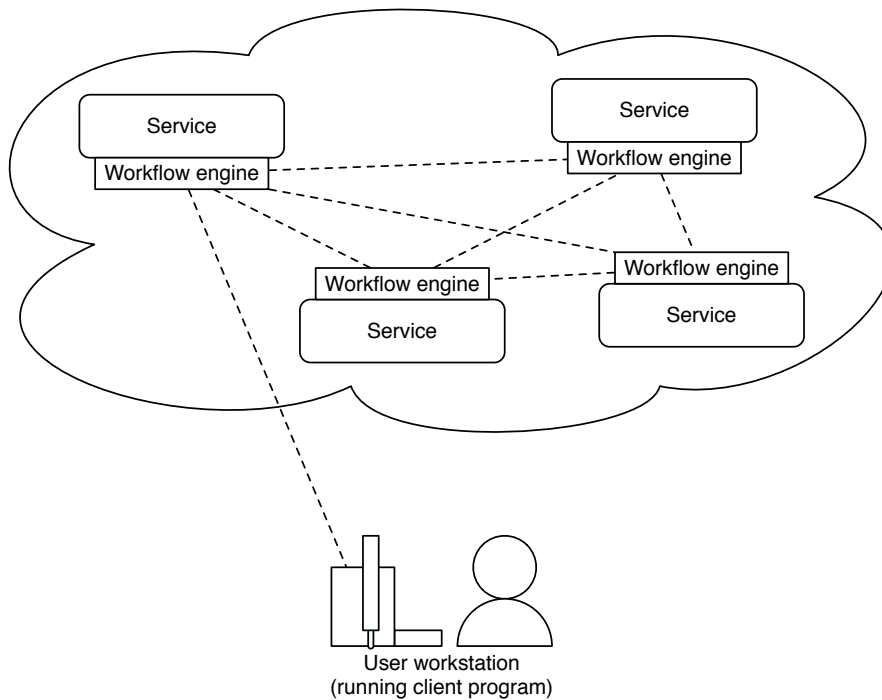 Service
Workflow engine
Service
Workflow engine
Workflow engine
Service
Workflow engine
Service
User workstation
(running client program)